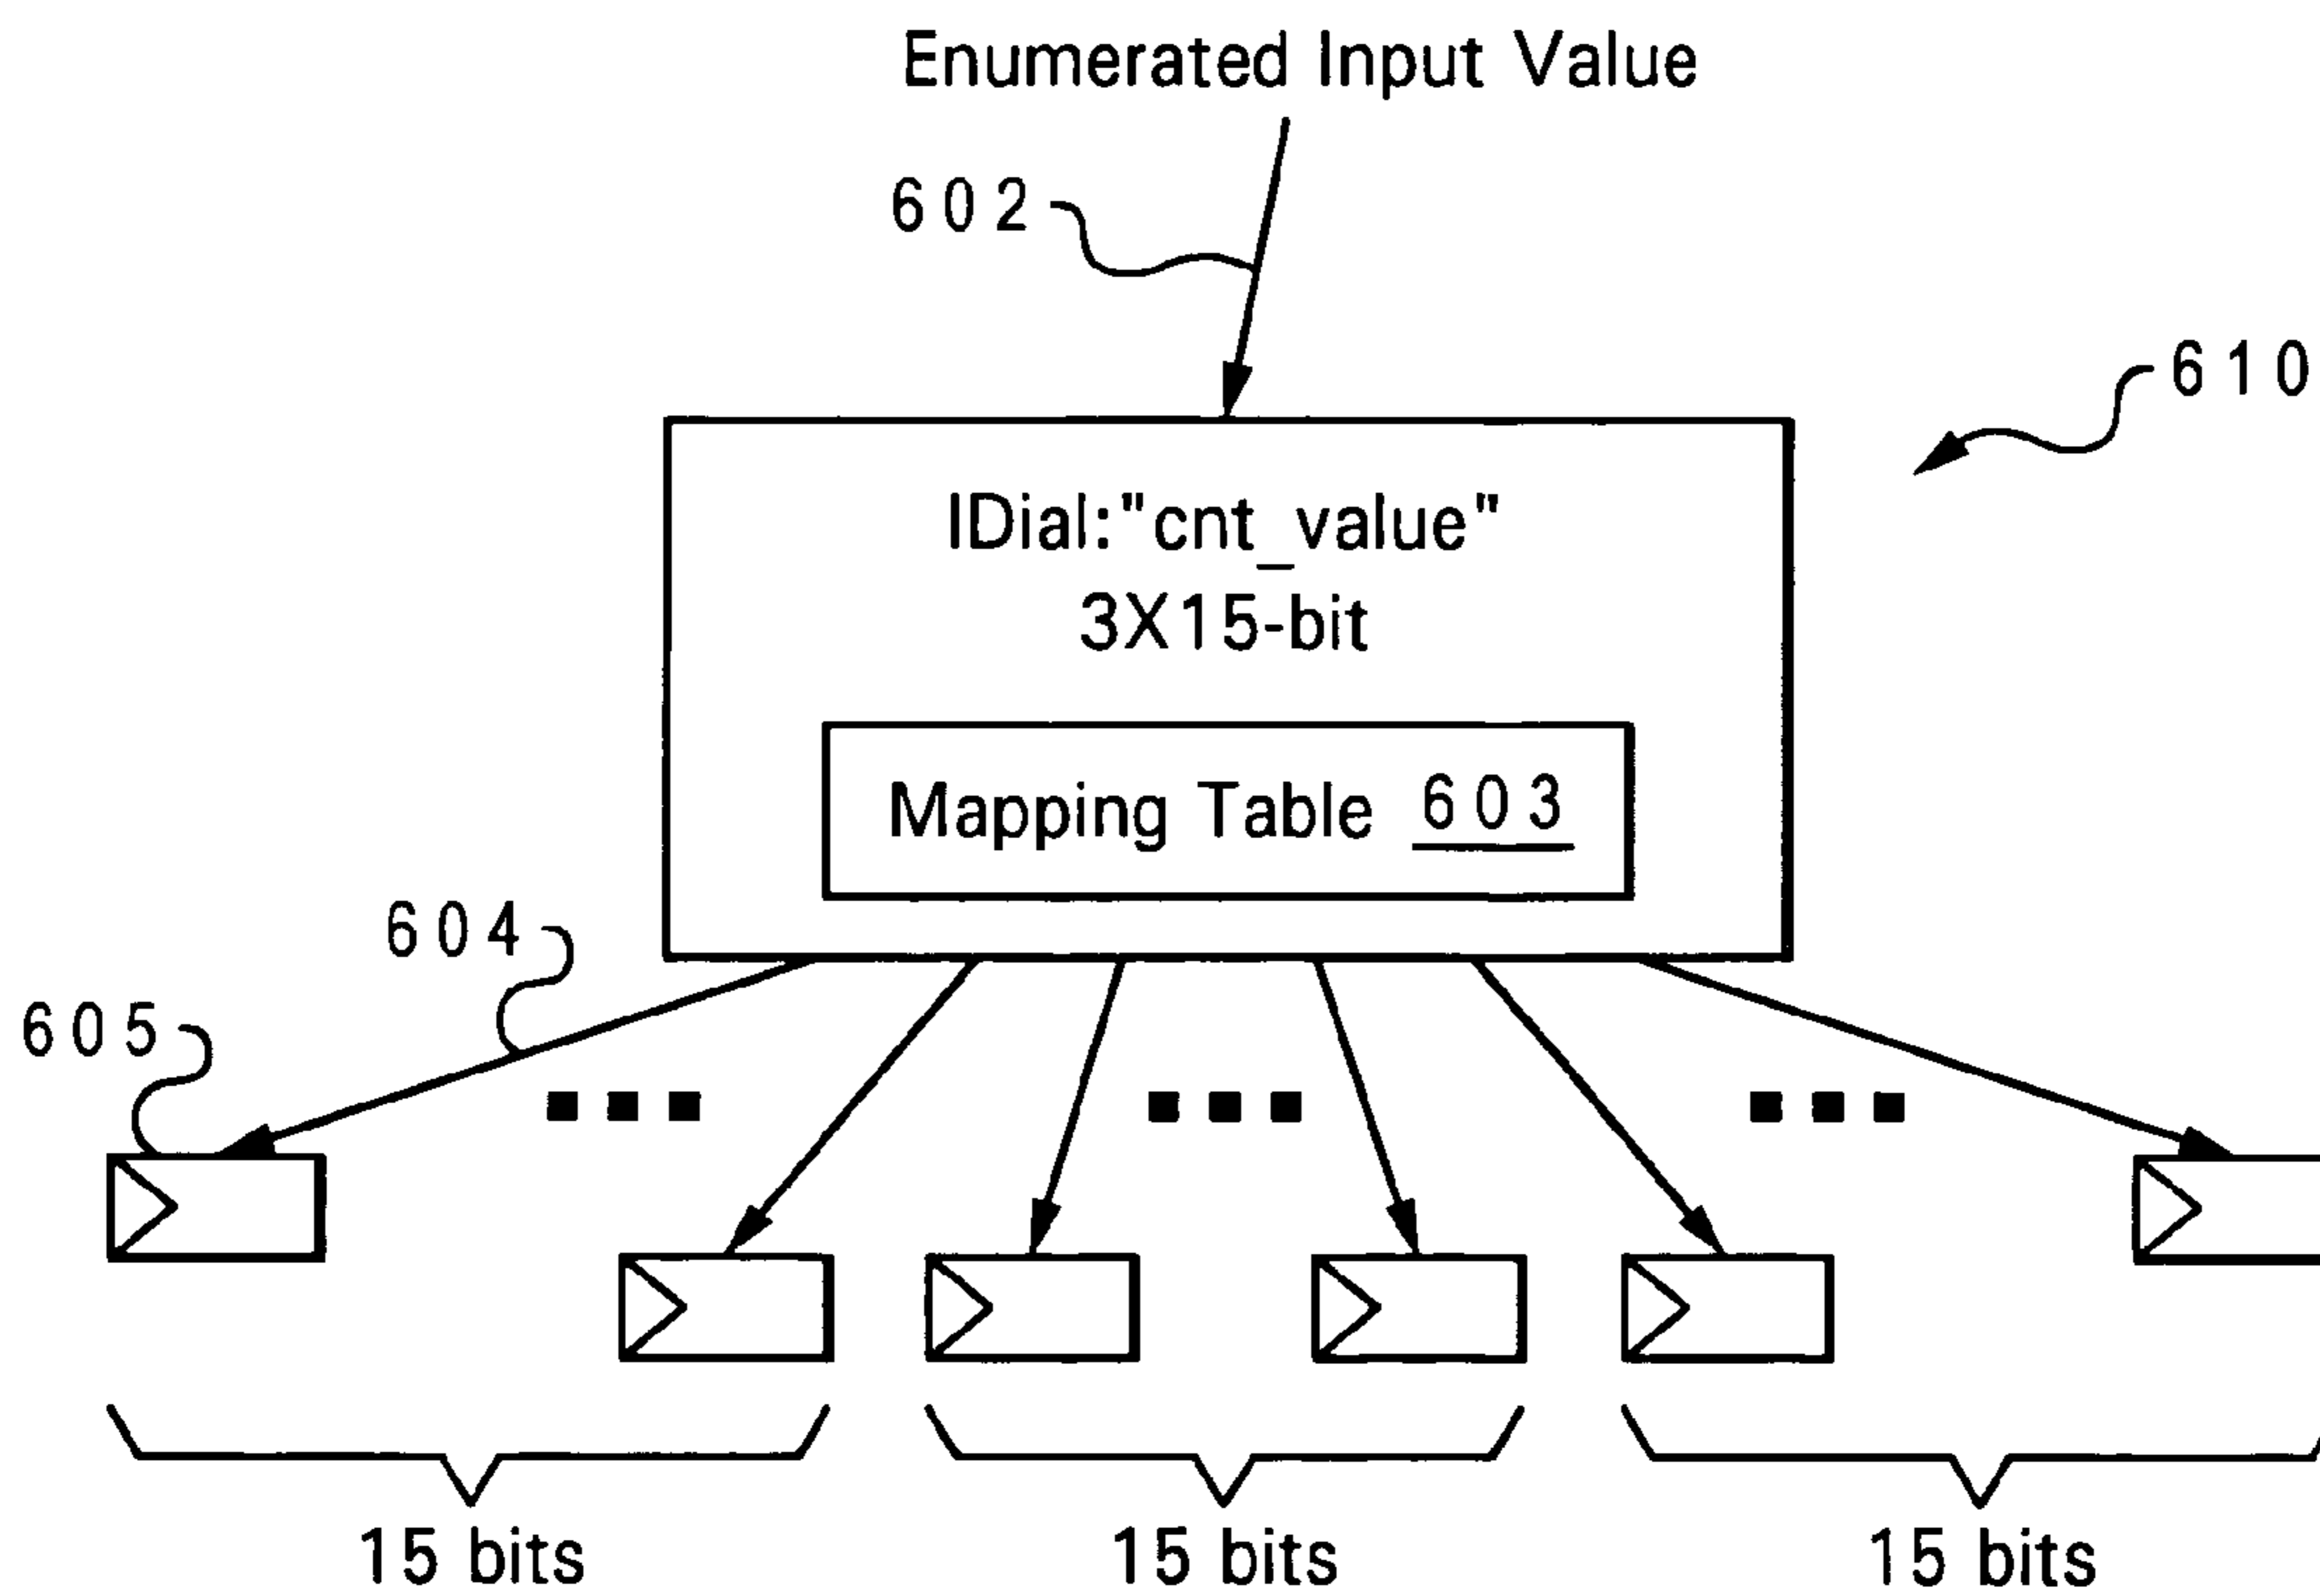 Enumerated Input Value
602
610
IDial:"cnt_value"
3X15-bit
Mapping Table 603
604
605
15 bits 15 bits 15 bits